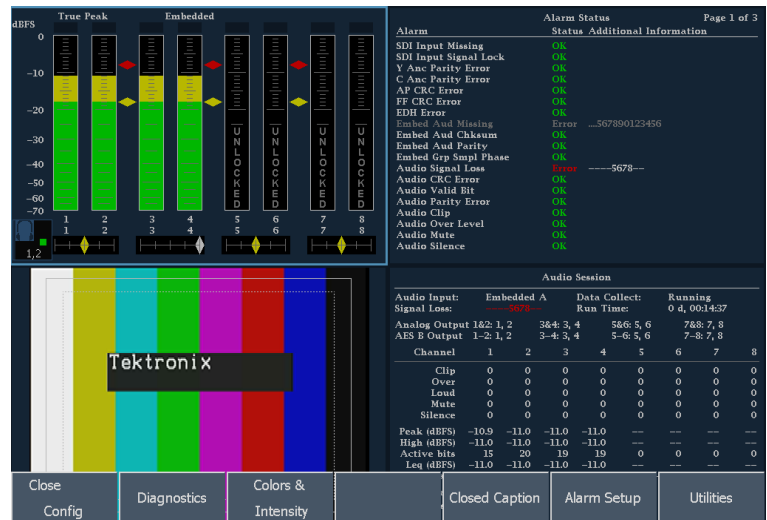 True Peak Embedded
dBFS
0
-10
-20
-30
-40
-50
-60
-70
UNLOCKED UNLOCKED UNLOCKED UNLOCKED
1 2 3 4 5 6 7 8
1 2 3 4 5 6 7 8
1,2
Alarm Status Page 1 of 3
Alarm Status Additional Information
SDI Input Missing OK
SDI Input Signal Lock OK
Y Anc Parity Error OK
C Anc Parity Error OK
AP CRC Error OK
FF CRC Error OK
EDH Error OK
Embed Aud Missing Error ...567890123456
Embed Aud Chksum OK
Embed Aud Parity OK
Embed Grp Smpl Phase OK
Audio Signal Loss Error ----5678--
Audio CRC Error OK
Audio Valid Bit OK
Audio Parity Error OK
Audio Clip OK
Audio Over Level OK
Audio Mute OK
Audio Silence OK
Tektronix
Audio Session
Audio Input: Embedded A Data Collect: Running
Signal Loss: ----5678-- Run Time: 0 d, 00:14:37
Analog Output 1&2: 1, 2 3&4: 3, 4 5&6: 5, 6 7&8: 7, 8
AES B Output 1-2: 1, 2 3-4: 3, 4 5-6: 5, 6 7-8: 7, 8
Channel 1 2 3 4 5 6 7 8
Clip 0 0 0 0 0 0 0 0
Over 0 0 0 0 0 0 0 0
Loud 0 0 0 0 0 0 0 0
Mute 0 0 0 0 0 0 0 0
Silence 0 0 0 0 0 0 0 0
Peak (dBFS) -10.9 -11.0 -11.0 -11.0 -- -- -- --
High (dBFS) -11.0 -11.0 -11.0 -11.0 -- -- -- --
Active bits 15 20 19 19 0 0 0 0
Leq (dBFS) -11.0 -11.0 -11.0 -11.0 -- -- -- --
Close Config
Diagnostics
Colors & Intensity
Closed Caption
Alarm Setup
Utilities